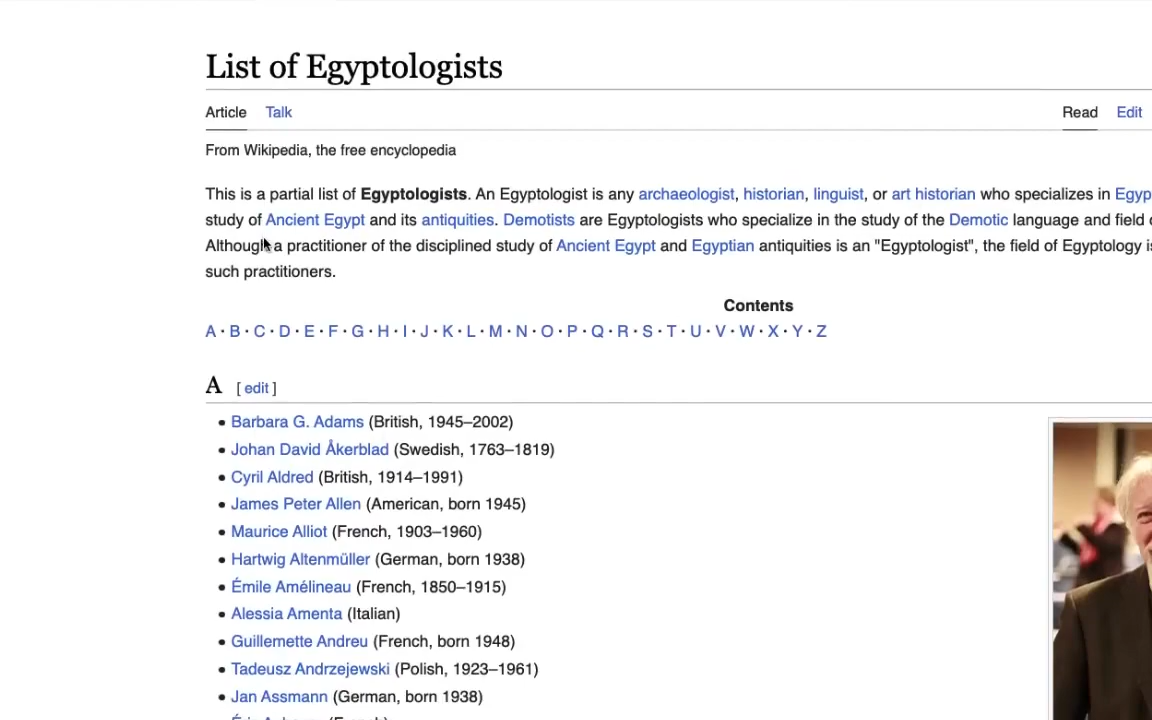 List of Egyptologists
Article Talk Read Edit
From Wikipedia, the free encyclopedia
This is a partial list of Egyptologists. An Egyptologist is any archaeologist, historian, linguist, or art historian who specializes in
study of Ancient Egypt and its antiquities. Demotists are Egyptologists who specialize in the study of the Demotic language and field
Although a practitioner of the disciplined study of Ancient Egypt and Egyptian antiquities is an "Egyptologist", the field of Egyptology
such practitioners.
Contents
A · B · C · D · E · F · G · H · I · J · K · L · M · N · O · P · Q · R · S · T · U · V · W · X · Y · Z
A [ edit ]
• Barbara G. Adams (British, 1945–2002)
• Johan David Åkerblad (Swedish, 1763–1819)
• Cyril Aldred (British, 1914–1991)
• James Peter Allen (American, born 1945)
• Maurice Alliot (French, 1903–1960)
• Hartwig Altenmüller (German, born 1938)
• Émile Amélineau (French, 1850–1915)
• Alessia Amenta (Italian)
• Guillemette Andreu (French, born 1948)
• Tadeusz Andrzejewski (Polish, 1923–1961)
• Jan Assmann (German, born 1938)